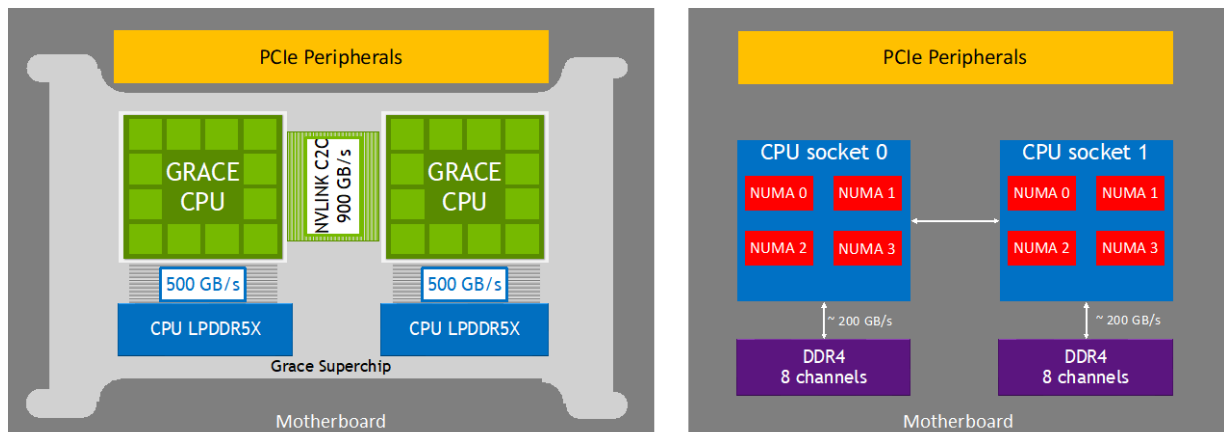 PCIe Peripherals
GRACE
CPU
NVLINK C2C
900 GB/s
GRACE
CPU
500 GB/s
500 GB/s
CPU LPDDR5X
CPU LPDDR5X
Grace Superchip
Motherboard
PCIe Peripherals
CPU socket 0
NUMA 0
NUMA 1
NUMA 2
NUMA 3
CPU socket 1
NUMA 0
NUMA 1
NUMA 2
NUMA 3
~ 200 GB/s
~ 200 GB/s
DDR4
8 channels
DDR4
8 channels
Motherboard